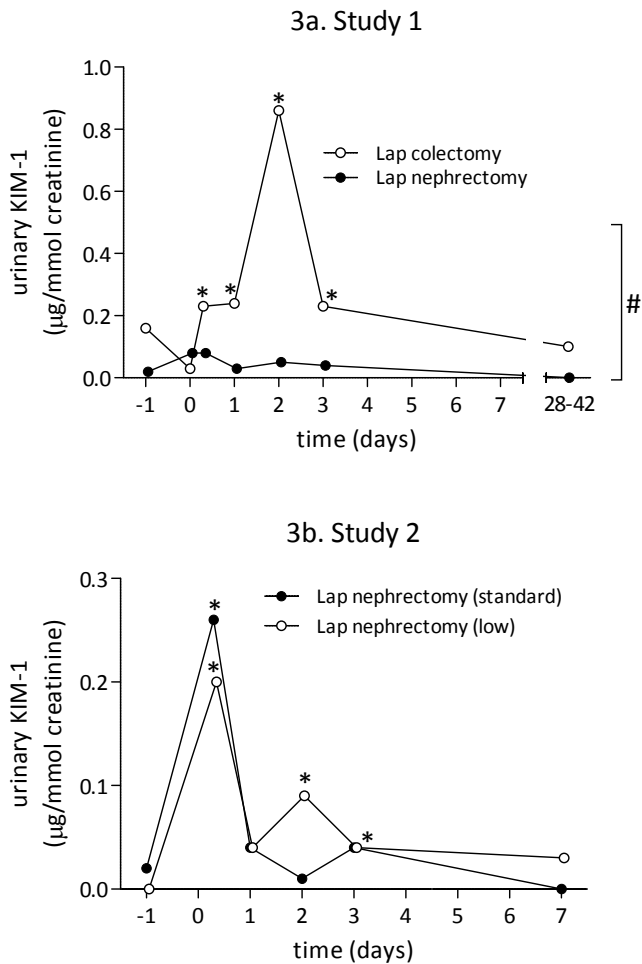 3a. Study 1
1.0
0.8
0.6
0.4
0.2
0.0
urinary KIM-1
(µg/mmol creatinine)
*
* *
*
Lap colectomy
Lap nephrectomy
#
-1 0 1 2 3 4 5 6 7 28-42
time (days)
3b. Study 2
0.3
0.2
0.1
0.0
urinary KIM-1
(µg/mmol creatinine)
*
*
*
*
Lap nephrectomy (standard)
Lap nephrectomy (low)
-1 0 1 2 3 4 5 6 7
time (days)